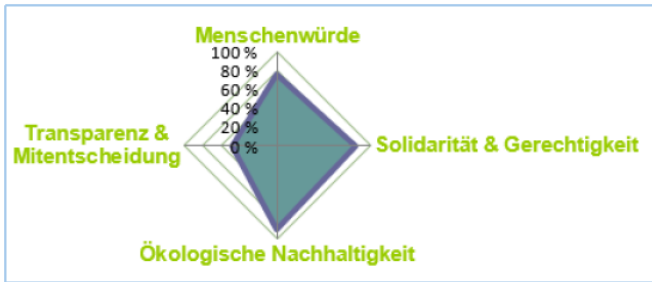 Menschenwürde
100 %
80 %
60 %
40 %
20 %
0 %
Transparenz &
Mitentscheidung
Solidarität & Gerechtigkeit
Ökologische Nachhaltigkeit